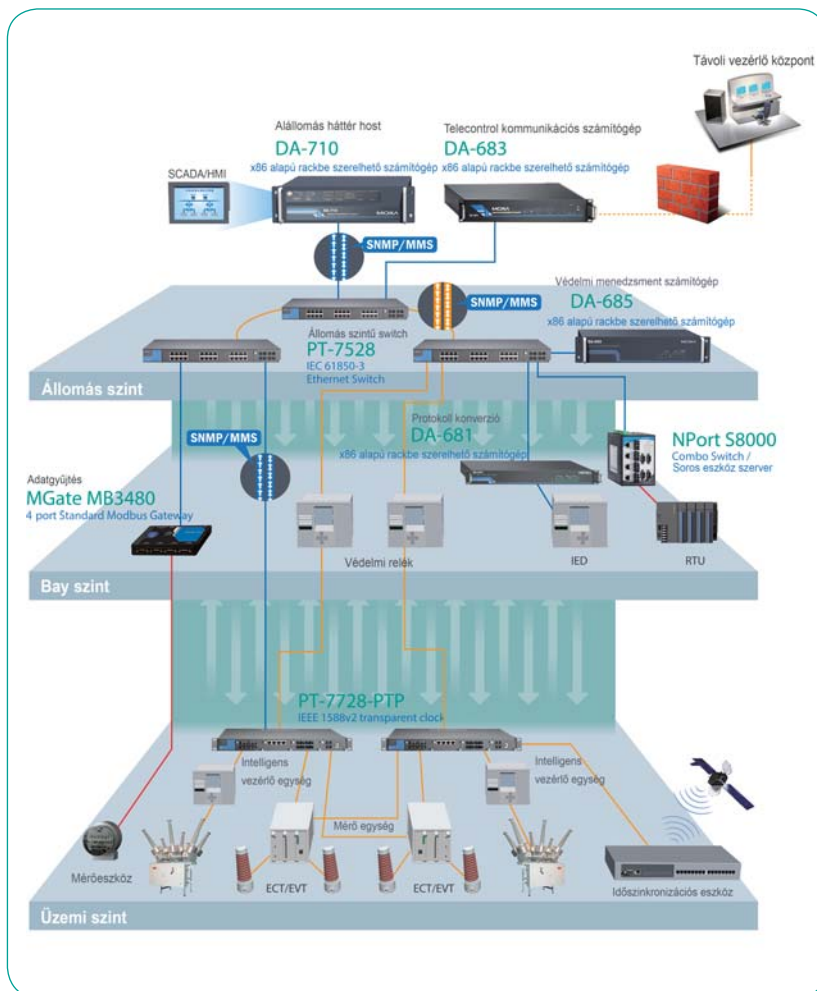 Távoli vezérlő központ
Alállomás háttér host
DA-710
x86 alapú rackbe szerelhető számítógép
Telecontrol kommunikációs számítógép
DA-683
x86 alapú rackbe szerelhető számítógép
SCADA/HMI
MOXA
MOXA
SNMP/MMS
SNMP/MMS
Védelmi menedzsment számítógép
DA-685
x86 alapú rackbe szerelhető számítógép
Állomás szintű switch
PT-7528
IEC 61850-3
Ethernet Switch
Állomás szint
Protokoll konverzió
DA-681
x86 alapú rackbe szerelhető számítógép
NPort S8000
Combo Switch /
Soros eszköz szerver
SNMP/MMS
Adatgyűjtés
MGate MB3480
4 port Standard Modbus Gateway
Védelmi relék
IED
RTU
Bay szint
PT-7728-PTP
IEEE 1588v2 transparent clock
Intelligens
vezérlő egység
Intelligens
vezérlő egység
Mérő egység
Mérőeszköz
ECT/EVT
ECT/EVT
Időszinkronizációs eszköz
Üzemi szint